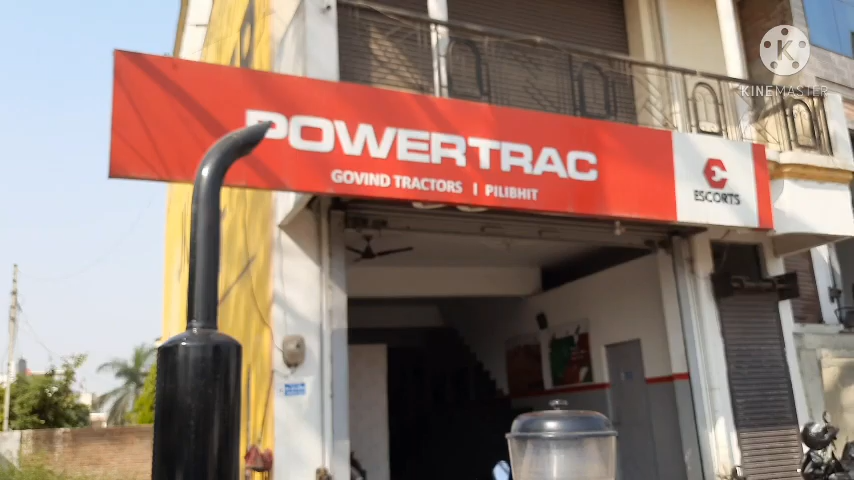 K
KINEMASTER
POWERTRAC
GOVIND TRACTORS | PILIBHIT
ESCORTS